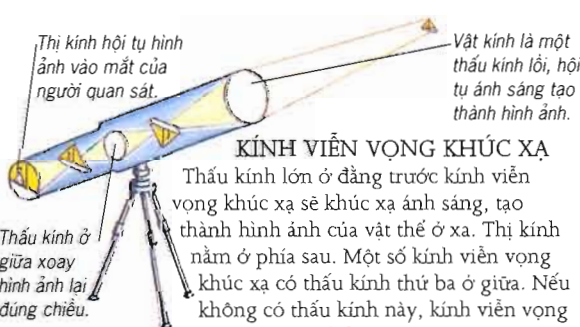 Thị kính hội tụ hình
ảnh vào mắt của
người quan sát.
Vật kính là một
thấu kính lồi, hội
tụ ánh sáng tạo
thành hình ảnh.
KÍNH VIỄN VỌNG KHÚC XẠ
Thấu kính lớn ở đằng trước kính viễn
vọng khúc xạ sẽ khúc xạ ánh sáng, tạo
thành hình ảnh của vật thể ở xa. Thị kính
nằm ở phía sau. Một số kính viễn vọng
khúc xạ có thấu kính thứ ba ở giữa. Nếu
không có thấu kính này, kính viễn vọng
Thấu kính ở
giữa xoay
hình ảnh lại
đúng chiều.